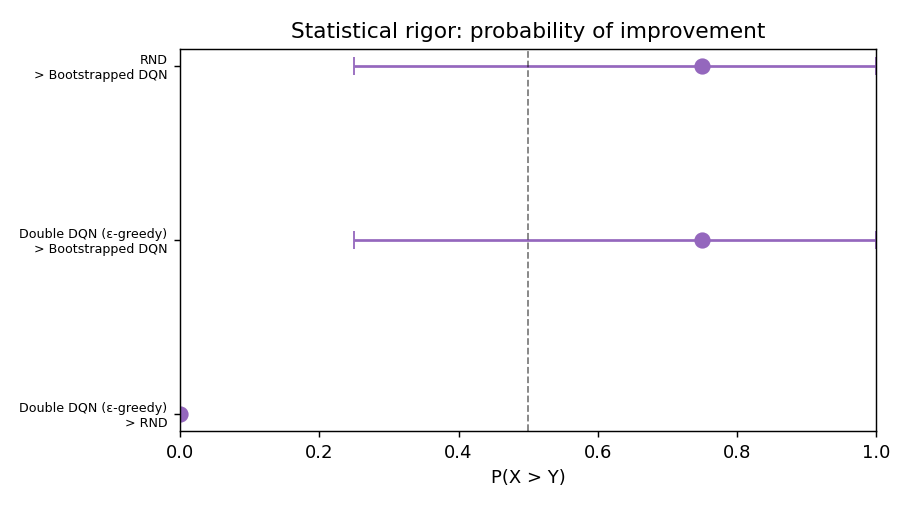 Statistical rigor: probability of improvement
RND
> Bootstrapped DQN
Double DQN (ε-greedy)
> Bootstrapped DQN
Double DQN (ε-greedy)
> RND
0.0 0.2 0.4 0.6 0.8 1.0
P(X > Y)